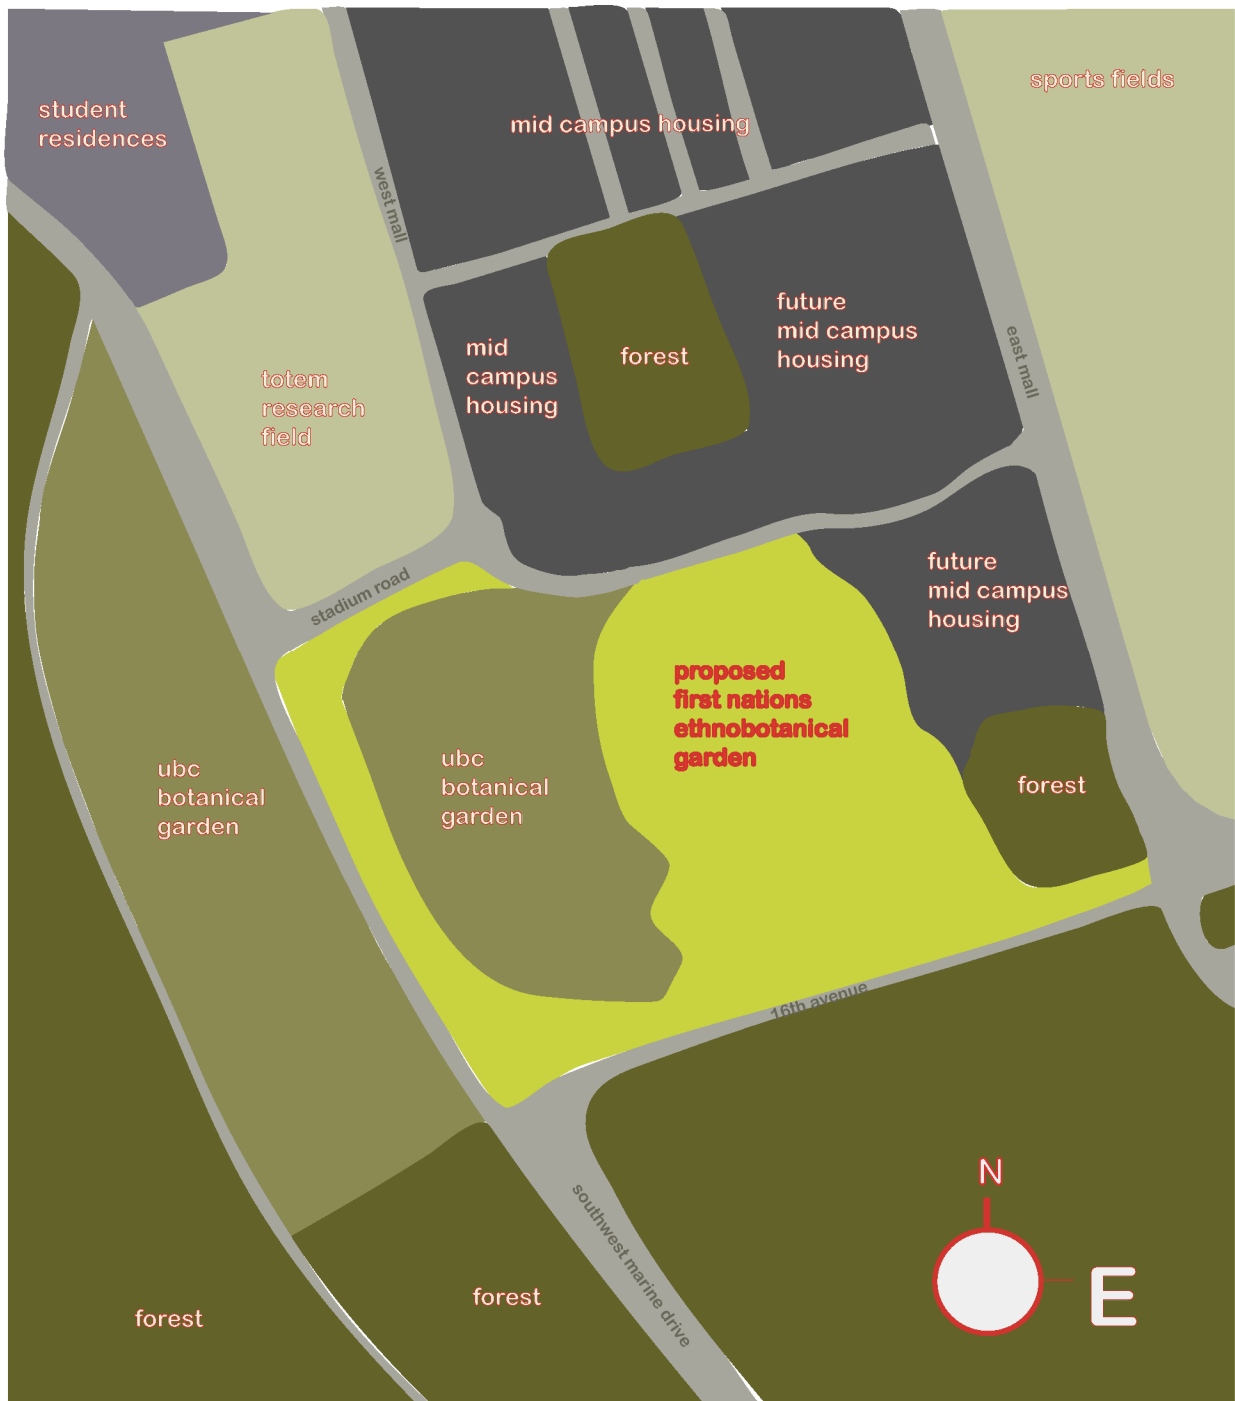 sports fields
student
residences
mid campus housing
west mall
future
mid campus
housing
mid
campus
housing
forest
east mall
totem
research
field
future
mid campus
housing
stadium road
proposed
first nations
ethnobotanical
garden
ubc
botanical
garden
ubc
botanical
garden
forest
16th avenue
N
E
southwest marine drive
forest
forest